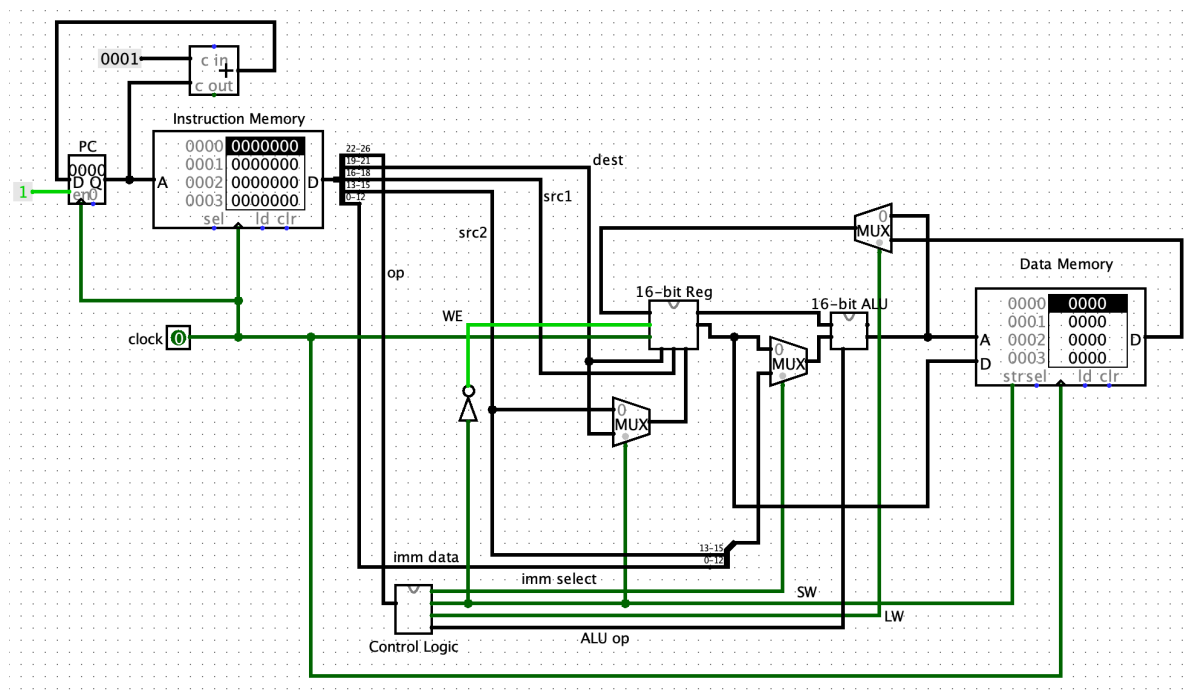 0001
c in
+
c out
Instruction Memory
PC
0000
D Q
en 0
1
A
0000 0000000
0001 0000000
0002 0000000
0003 0000000
D
sel ld clr
22-26
19-21
16-18
13-15
0-12
dest
src1
src2
op
0
MUX
Data Memory
16-bit Reg
16-bit ALU
WE
clock
0
0
MUX
A
D
0000 0000
0001 0000
0002 0000
0003 0000
D
str sel ld clr
0
MUX
13-15
0-12
imm data
imm select
SW
LW
ALU op
Control Logic